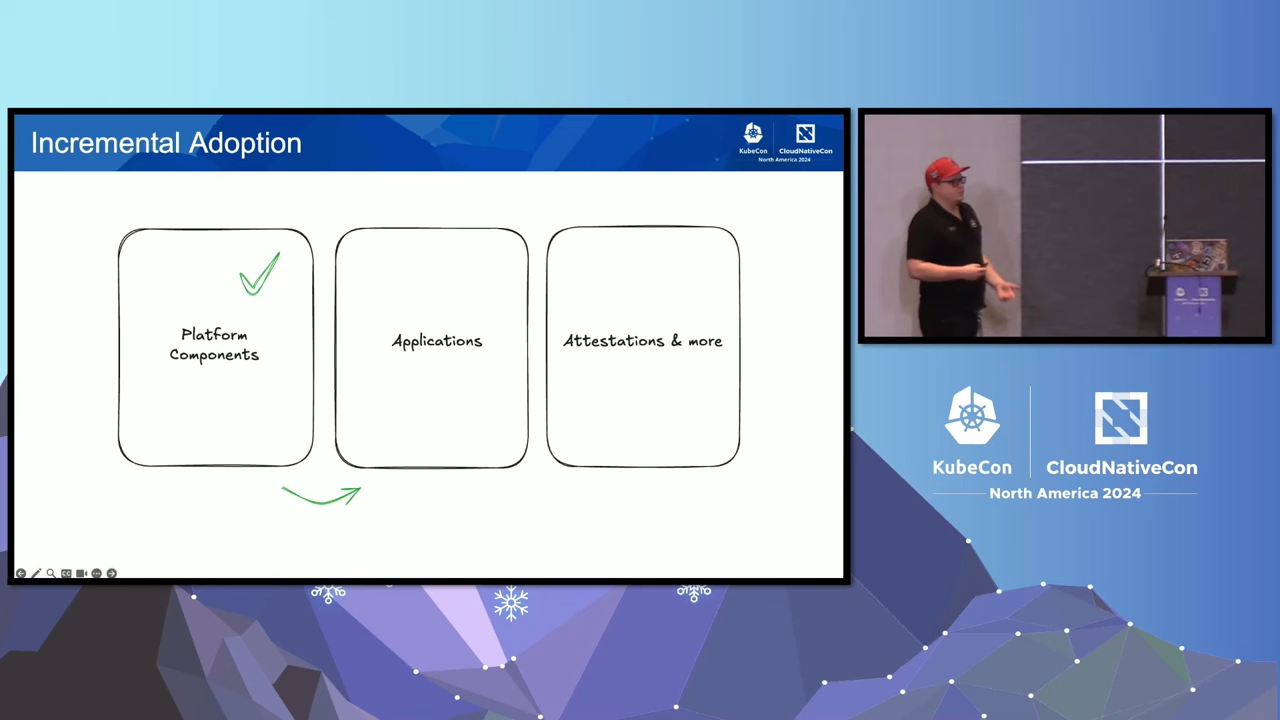 Incremental Adoption
KubeCon
CloudNativeCon
North America 2024
Platform
Components
Applications
Attestations & more
KubeCon
CloudNativeCon
North America 2024